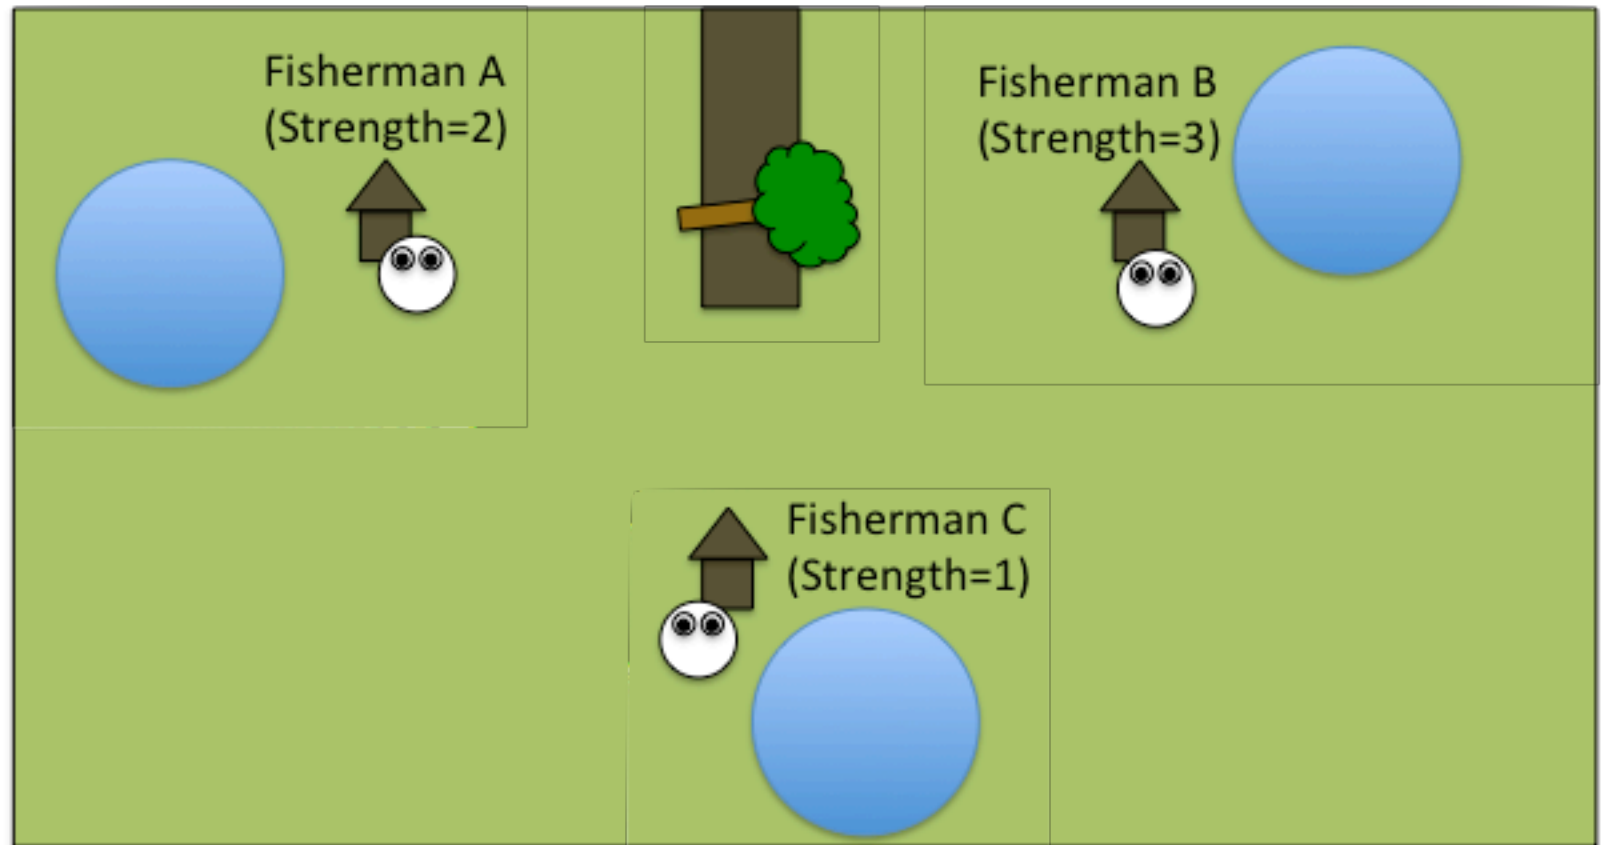 Fisherman A
(Strength=2)
Fisherman B
(Strength=3)
Fisherman C
(Strength=1)